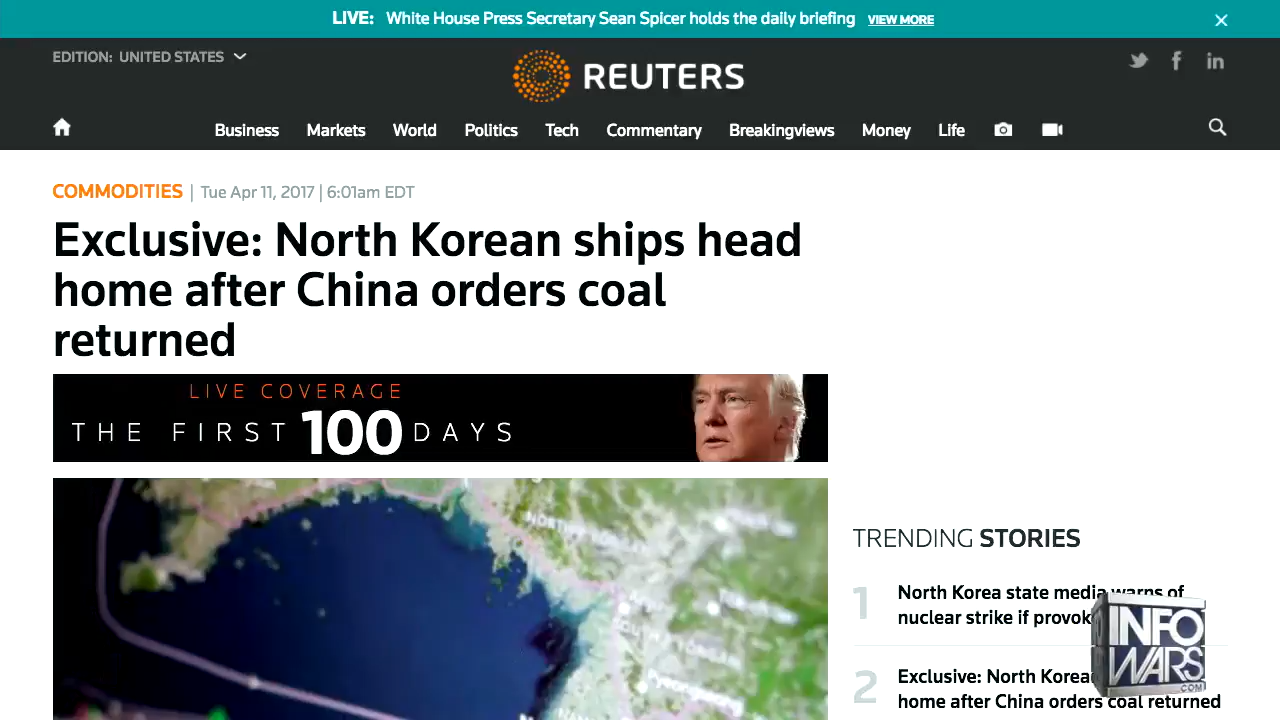 LIVE: White House Press Secretary Sean Spicer holds the daily briefing VIEW MORE
EDITION: UNITED STATES
REUTERS
Business Markets World Politics Tech Commentary Breakingviews Money Life
COMMODITIES | Tue Apr 11, 2017 | 6:01am EDT
Exclusive: North Korean ships head
home after China orders coal
returned
LIVE COVERAGE
THE FIRST 100 DAYS
TRENDING STORIES
1 North Korea state media warns of
nuclear strike if
2 Exclusive: North
home after China orders coal returned
INFO
WARS
.COM